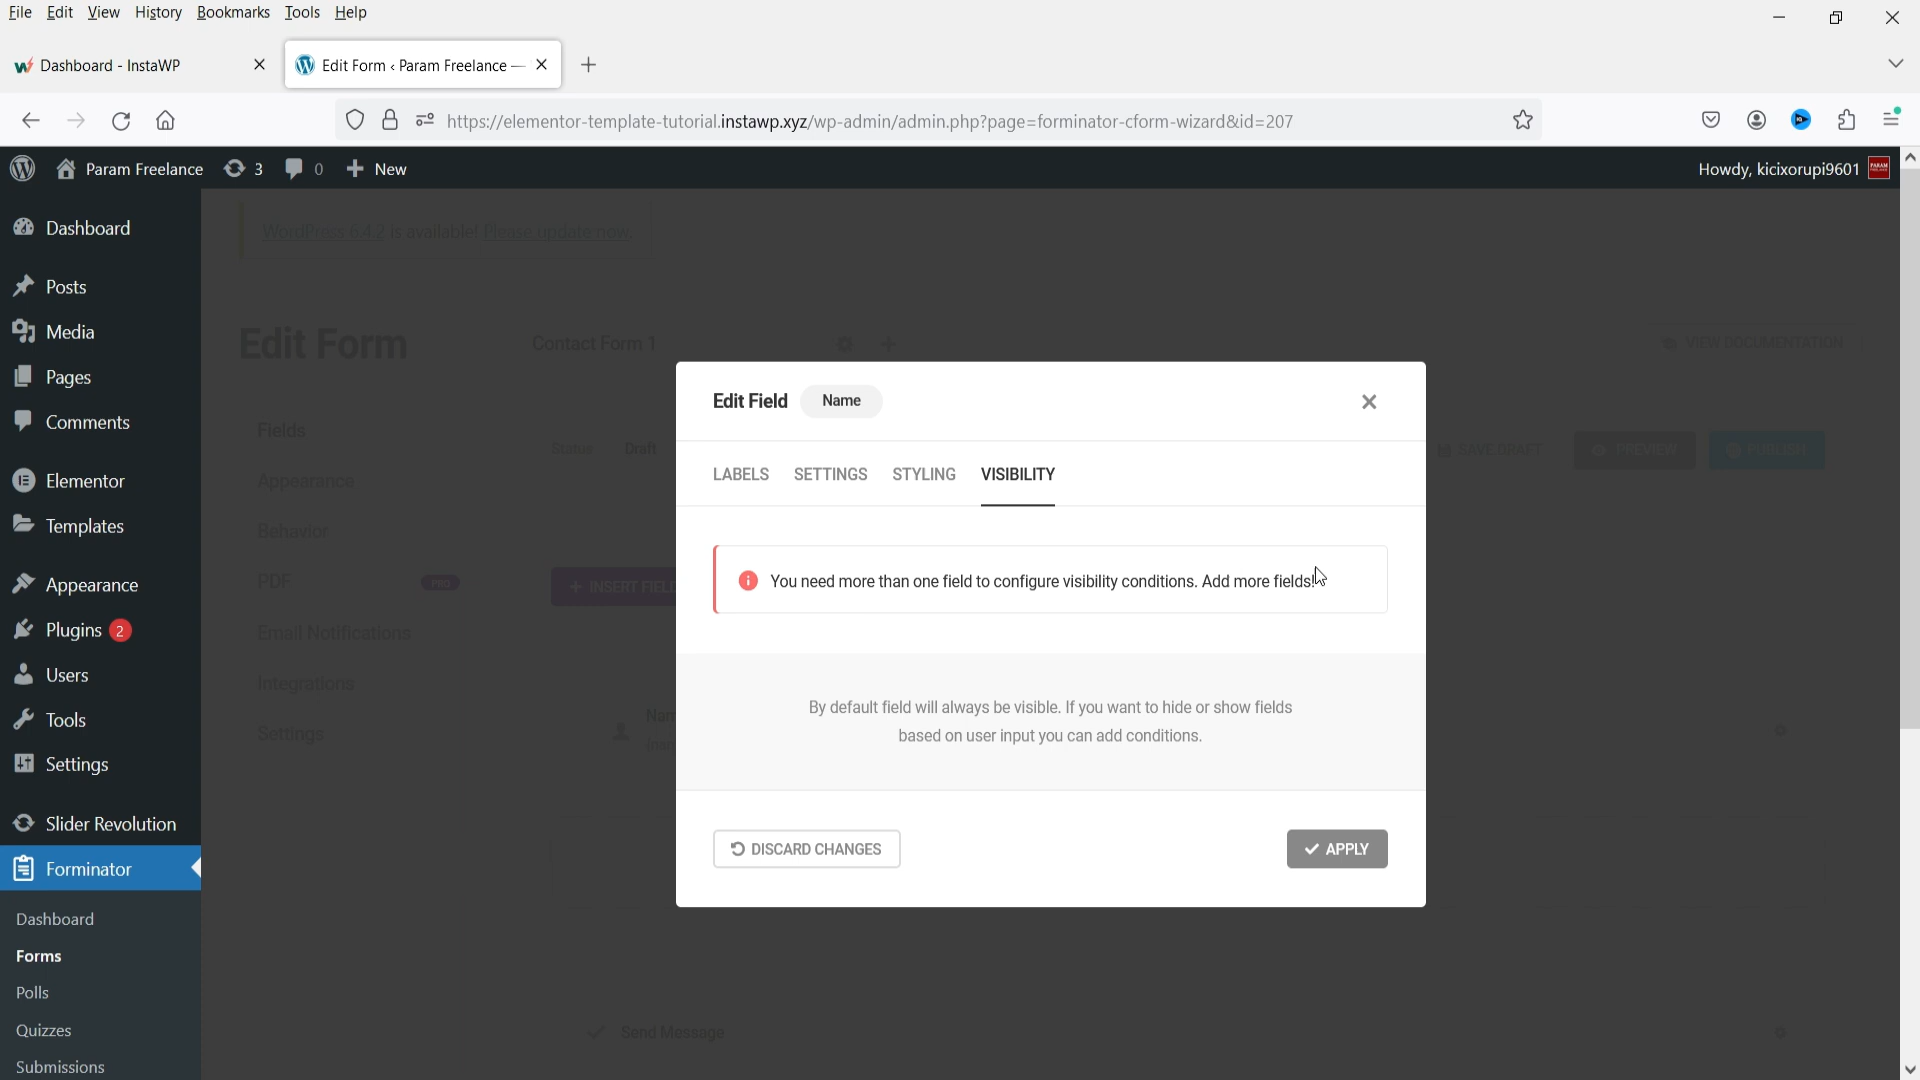 File Edit View History Bookmarks Tools Help
Dashboard - InstaWP
Edit Form ‹ Param Freelance —
https://elementor-template-tutorial.instawp.xyz/wp-admin/admin.php?page=forminator-cform-wizard&id=207
Param Freelance 3 0 New
Howdy, kicixorupi9601
Dashboard
Posts
Media
Pages
Comments
Elementor
Templates
Appearance
Plugins 2
Users
Tools
Settings
Slider Revolution
Forminator
Dashboard
Forms
Polls
Quizzes
Submissions
WordPress 6.4.2 is available! Please update now.
Edit Form
Contact Form 1
VIEW DOCUMENTATION
Fields
Appearance
Behavior
PDF PRO
Email Notifications
Integrations
Settings
Status Draft
SAVE DRAFT
PREVIEW
PUBLISH
INSERT FIELD
Edit Field Name
LABELS SETTINGS STYLING VISIBILITY
You need more than one field to configure visibility conditions. Add more fields!
By default field will always be visible. If you want to hide or show fields
based on user input you can add conditions.
DISCARD CHANGES
APPLY
Send Message